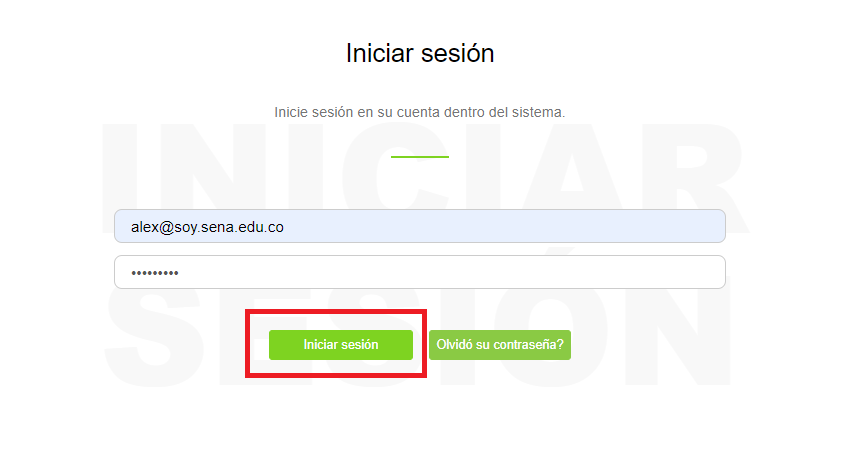 Iniciar sesión
Inicie sesión en su cuenta dentro del sistema.
INICIAR
SESIÓN
alex@soy.sena.edu.co
•••••••••
Iniciar sesión
Olvidó su contraseña?